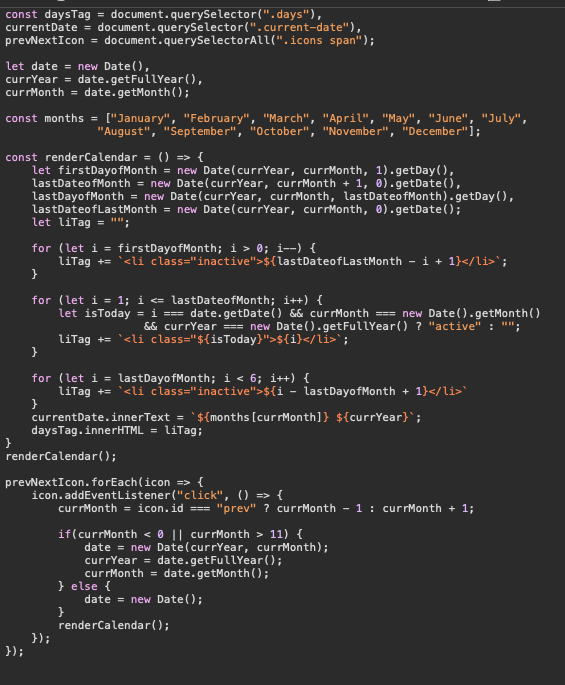 const daysTag = document.querySelector(".days"),
currentDate = document.querySelector(".current-date"),
prevNextIcon = document.querySelectorAll(".icons span");
let date = new Date(),
currYear = date.getFullYear(),
currMonth = date.getMonth();
const months = ["January", "February", "March", "April", "May", "June", "July",
"August", "September", "October", "November", "December"];
const renderCalendar = () => {
let firstDayofMonth = new Date(currYear, currMonth, 1).getDay(),
lastDateofMonth = new Date(currYear, currMonth + 1, 0).getDate(),
lastDayofMonth = new Date(currYear, currMonth, lastDateofMonth).getDay(),
lastDateofLastMonth = new Date(currYear, currMonth, 0).getDate();
let liTag = "";
for (let i = firstDayofMonth; i > 0; i--) {
liTag += `<li class="inactive">${lastDateofLastMonth - i + 1}</li>`;
}
for (let i = 1; i <= lastDateofMonth; i++) {
let isToday = i === date.getDate() && currMonth === new Date().getMonth()
&& currYear === new Date().getFullYear() ? "active" : "";
liTag += `<li class="${isToday}">${i}</li>`;
}
for (let i = lastDayofMonth; i < 6; i++) {
liTag += `<li class="inactive">${i - lastDayofMonth + 1}</li>`
}
currentDate.innerText = `${months[currMonth]} ${currYear}`;
daysTag.innerHTML = liTag;
}
renderCalendar();
prevNextIcon.forEach(icon => {
icon.addEventListener("click", () => {
currMonth = icon.id === "prev" ? currMonth - 1 : currMonth + 1;
if(currMonth < 0 || currMonth > 11) {
date = new Date(currYear, currMonth);
currYear = date.getFullYear();
currMonth = date.getMonth();
} else {
date = new Date();
}
renderCalendar();
});
});